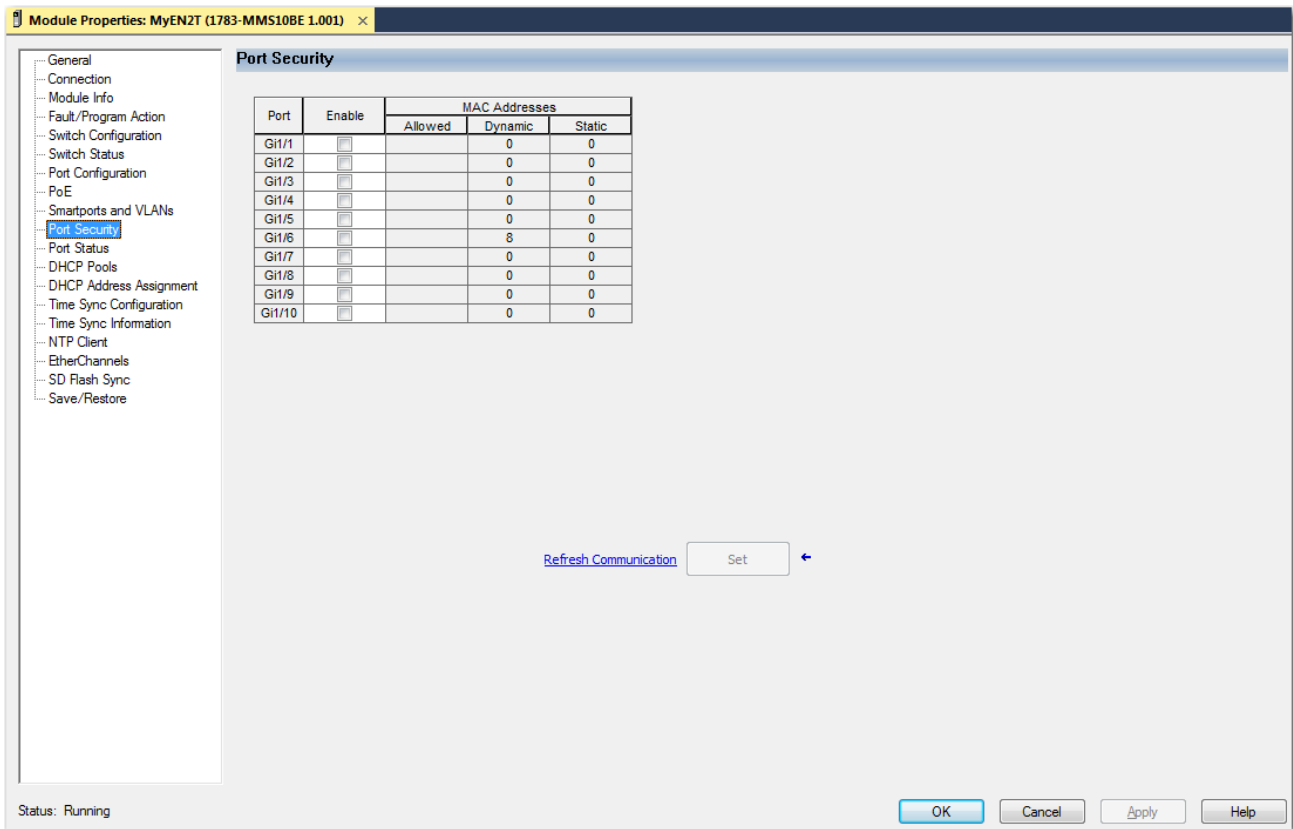 Module Properties: MyEN2T (1783-MMS10BE 1.001) ×
General
Connection
Module Info
Fault/Program Action
Switch Configuration
Switch Status
Port Configuration
PoE
Smartports and VLANs
Port Security
Port Status
DHCP Pools
DHCP Address Assignment
Time Sync Configuration
Time Sync Information
NTP Client
EtherChannels
SD Flash Sync
Save/Restore
Port Security
Port Enable MAC Addresses
Allowed Dynamic Static
Gi1/1 0 0
Gi1/2 0 0
Gi1/3 0 0
Gi1/4 0 0
Gi1/5 0 0
Gi1/6 8 0
Gi1/7 0 0
Gi1/8 0 0
Gi1/9 0 0
Gi1/10 0 0
Refresh Communication Set
Status: Running
OK Cancel Apply Help